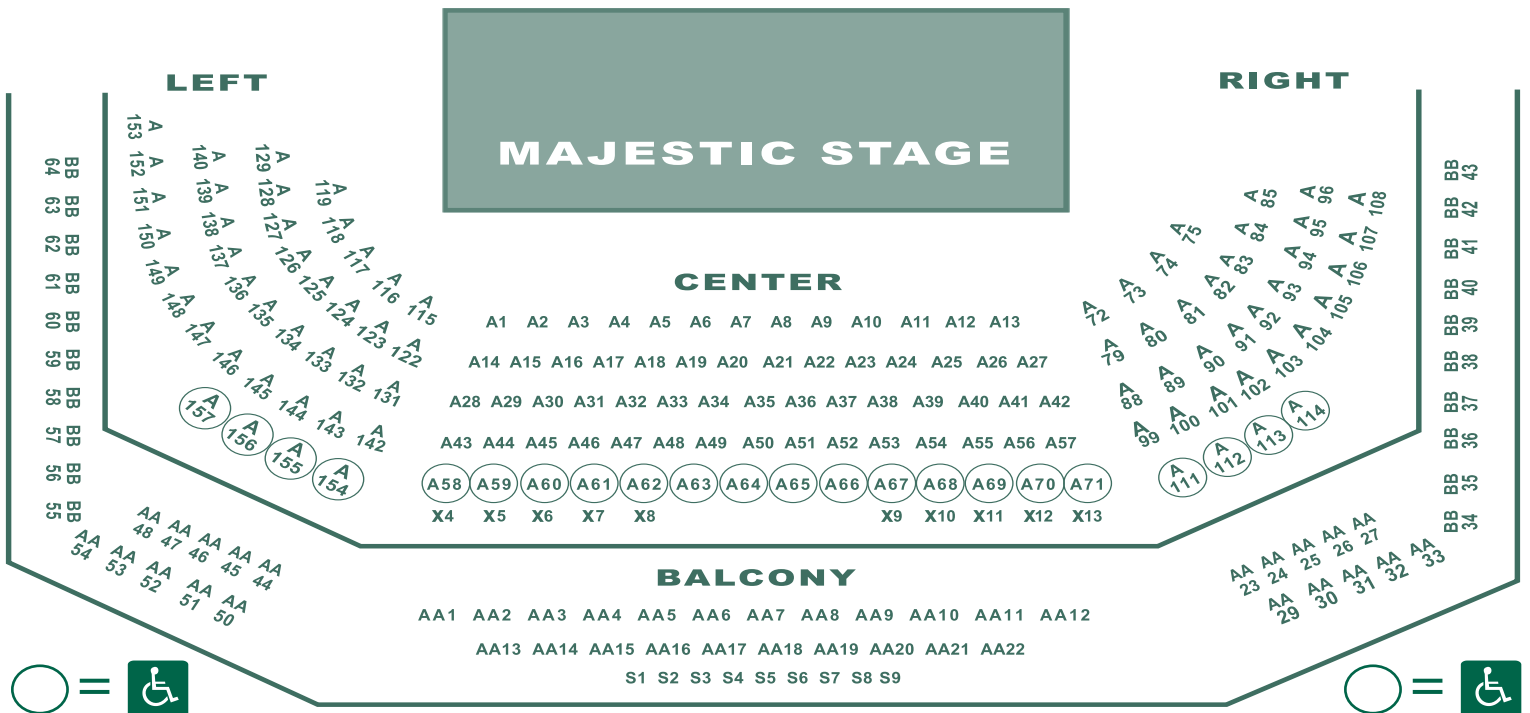 MAJESTIC STAGE
LEFT
RIGHT
CENTER
A 153
A 152
A 151
A 150
A 149
A 148
A 147
A 146
A 145
A 144
A 143
A 142
A 140
A 139
A 138
A 137
A 136
A 135
A 134
A 133
A 132
A 131
A 129
A 128
A 127
A 126
A 125
A 124
A 123
A 122
A 119
A 118
A 117
A 116
A 115
A 157
A 156
A 155
A 154
A1 A2 A3 A4 A5 A6 A7 A8 A9 A10 A11 A12 A13
A14 A15 A16 A17 A18 A19 A20 A21 A22 A23 A24 A25 A26 A27
A28 A29 A30 A31 A32 A33 A34 A35 A36 A37 A38 A39 A40 A41 A42
A43 A44 A45 A46 A47 A48 A49 A50 A51 A52 A53 A54 A55 A56 A57
A58 A59 A60 A61 A62 A63 A64 A65 A66 A67 A68 A69 A70 A71
X4 X5 X6 X7 X8 X9 X10 X11 X12 X13
A 72
A 73
A 74
A 75
A 79
A 80
A 81
A 82
A 83
A 84
A 85
A 88
A 89
A 90
A 91
A 92
A 93
A 94
A 95
A 96
A 99
A 100
A 101
A 102
A 103
A 104
A 105
A 106
A 107
A 108
A 111
A 112
A 113
A 114
BB 64
BB 63
BB 62
BB 61
BB 60
BB 59
BB 58
BB 57
BB 56
BB 55
BB 43
BB 42
BB 41
BB 40
BB 39
BB 38
BB 37
BB 36
BB 35
BB 34
AA 48
AA 47
AA 46
AA 45
AA 44
AA 54
AA 53
AA 52
AA 51
AA 50
AA 23
AA 24
AA 25
AA 26
AA 27
AA 29
AA 30
AA 31
AA 32
AA 33
BALCONY
AA1 AA2 AA3 AA4 AA5 AA6 AA7 AA8 AA9 AA10 AA11 AA12
AA13 AA14 AA15 AA16 AA17 AA18 AA19 AA20 AA21 AA22
S1 S2 S3 S4 S5 S6 S7 S8 S9
=
=